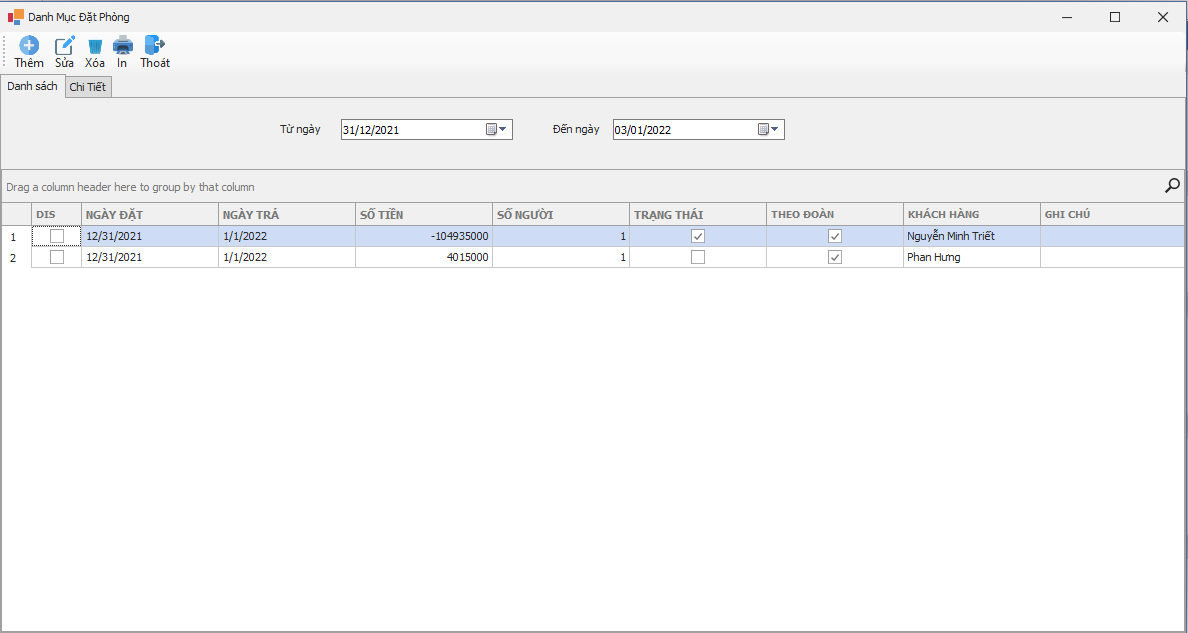 Danh Mục Đặt Phòng
Thêm Sửa Xóa In Thoát
Danh sách Chi Tiết
Từ ngày 31/12/2021 Đến ngày 03/01/2022
Drag a column header here to group by that column
DIS NGÀY ĐẶT NGÀY TRẢ SỐ TIỀN SỐ NGƯỜI TRẠNG THÁI THEO ĐOÀN KHÁCH HÀNG GHI CHÚ
1 12/31/2021 1/1/2022 -104935000 1 Nguyễn Minh Triết
2 12/31/2021 1/1/2022 4015000 1 Phan Hưng